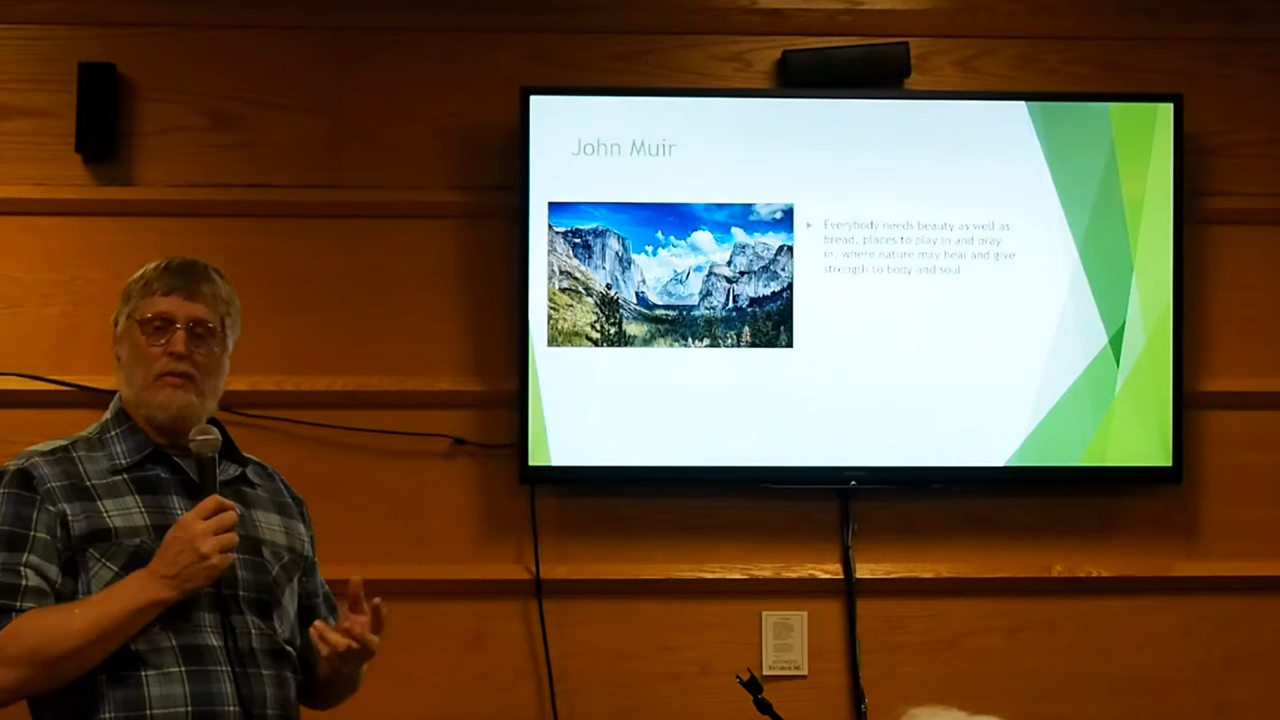 John Muir
Everybody needs beauty as well as
bread, places to play in and pray
in, where nature may heal and give
strength to body and soul